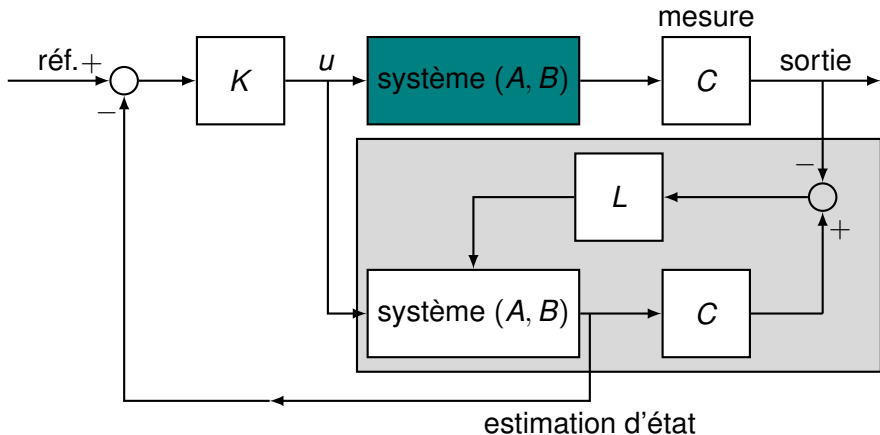 mesure
réf. +
u
sortie
K
système (A, B)
C
−
−
L
+
système (A, B)
C
estimation d'état